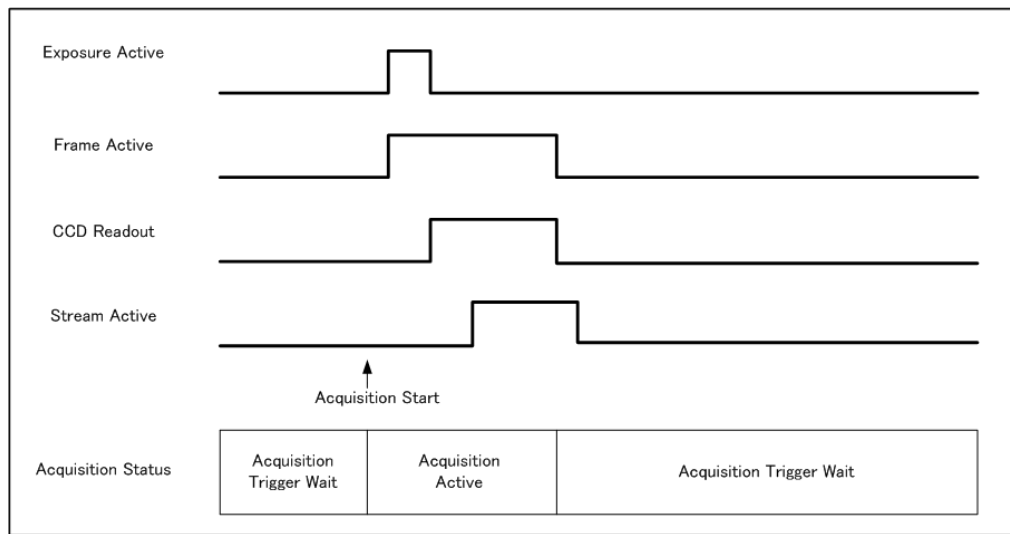 Exposure Active
Frame Active
CCD Readout
Stream Active
Acquisition Start
Acquisition Status
Acquisition
Trigger Wait
Acquisition
Active
Acquisition Trigger Wait